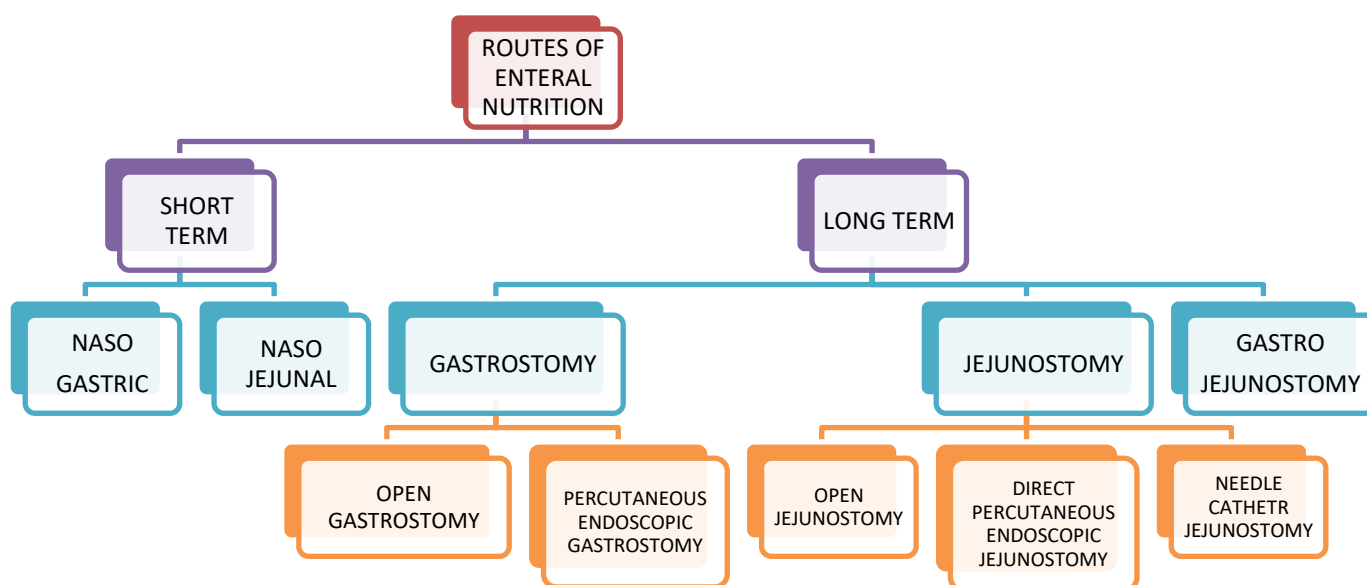 ROUTES OF
ENTERAL
NUTRITION
SHORT
TERM
LONG TERM
NASO
GASTRIC
NASO
JEJUNAL
GASTROSTOMY
JEJUNOSTOMY
GASTRO
JEJUNOSTOMY
OPEN
GASTROSTOMY
PERCUTANEOUS
ENDOSCOPIC
GASTROSTOMY
OPEN
JEJUNOSTOMY
DIRECT
PERCUTANEOUS
ENDOSCOPIC
JEJUNOSTOMY
NEEDLE
CATHETR
JEJUNOSTOMY